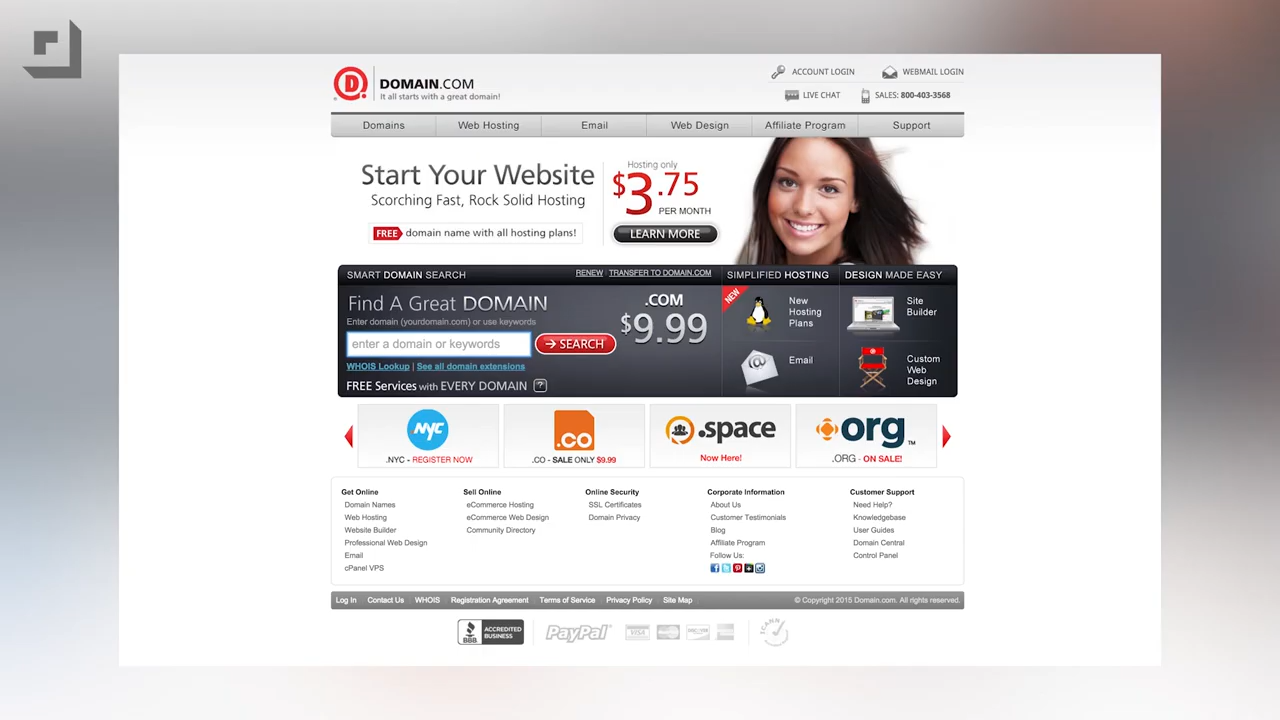 ACCOUNT LOGIN
WEBMAIL LOGIN
DOMAIN.COM
It all starts with a great domain!
LIVE CHAT
SALES: 800-403-3568
Domains
Web Hosting
Email
Web Design
Affiliate Program
Support
Start Your Website
Scorching Fast, Rock Solid Hosting
FREE domain name with all hosting plans!
Hosting only
$3.75
PER MONTH
LEARN MORE
SMART DOMAIN SEARCH
RENEW | TRANSFER TO DOMAIN.COM
Find A Great DOMAIN
Enter domain (yourdomain.com) or use keywords
enter a domain or keywords
SEARCH
WHOIS Lookup | See all domain extensions
FREE Services with EVERY DOMAIN ?
.COM
$9.99
SIMPLIFIED HOSTING
NEW
New
Hosting
Plans
@
Email
DESIGN MADE EASY
Site
Builder
Custom
Web
Design
NYC
.NYC - REGISTER NOW
.co
.CO - SALE ONLY $9.99
.space
Now Here!
org™
.ORG - ON SALE!
Get Online
Domain Names
Web Hosting
Website Builder
Professional Web Design
Email
cPanel VPS
Sell Online
eCommerce Hosting
eCommerce Web Design
Community Directory
Online Security
SSL Certificates
Domain Privacy
Corporate Information
About Us
Customer Testimonials
Blog
Affiliate Program
Follow Us:
Customer Support
Need Help?
Knowledgebase
User Guides
Domain Central
Control Panel
Log In
Contact Us
WHOIS
Registration Agreement
Terms of Service
Privacy Policy
Site Map
© Copyright 2015 Domain.com. All rights reserved.
BBB
ACCREDITED
BUSINESS
PayPal
VISA
ICANN